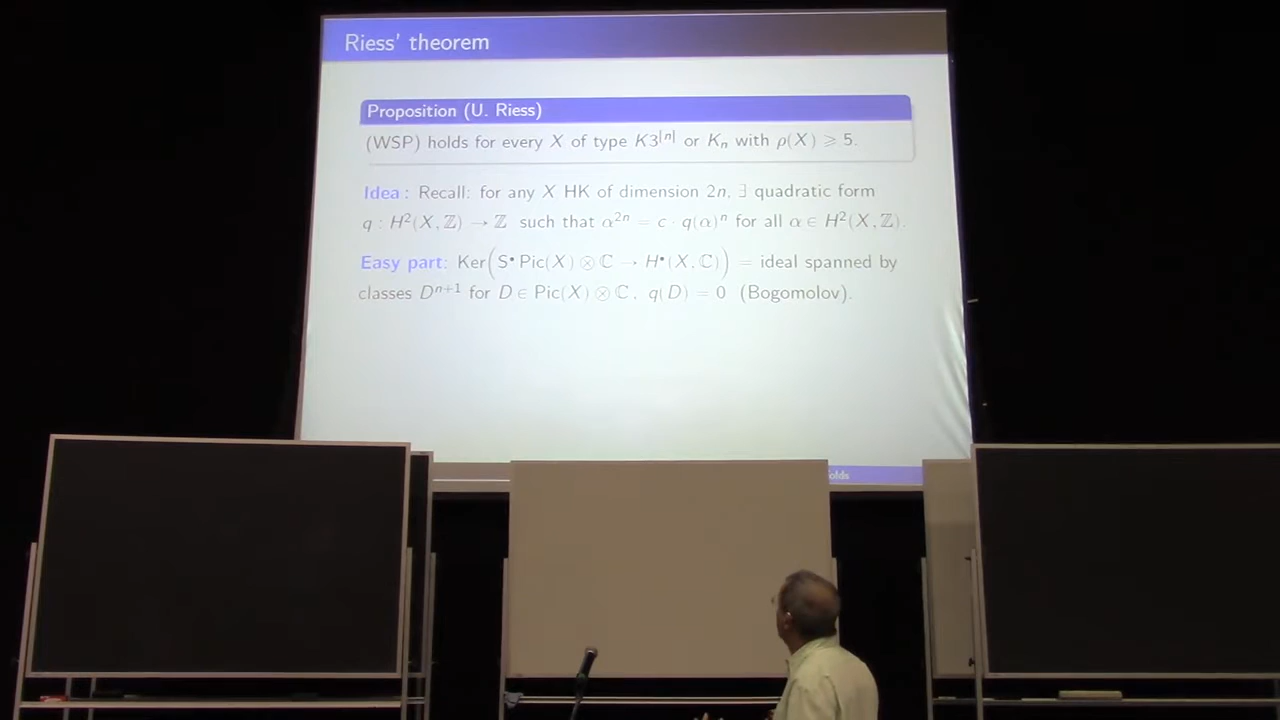 Riess' theorem
Proposition (U. Riess)
(WSP) holds for every X of type K3^[n] or K_n with ρ(X) ⩾ 5.
Idea : Recall: for any X HK of dimension 2n, ∃ quadratic form
q : H²(X, ℤ) → ℤ such that α^{2n} = c · q(α)^n for all α ∈ H²(X, ℤ).
Easy part: Ker(S^• Pic(X) ⊗ ℂ → H^•(X, ℂ)) = ideal spanned by
classes D^{n+1} for D ∈ Pic(X) ⊗ ℂ, q(D) = 0 (Bogomolov).